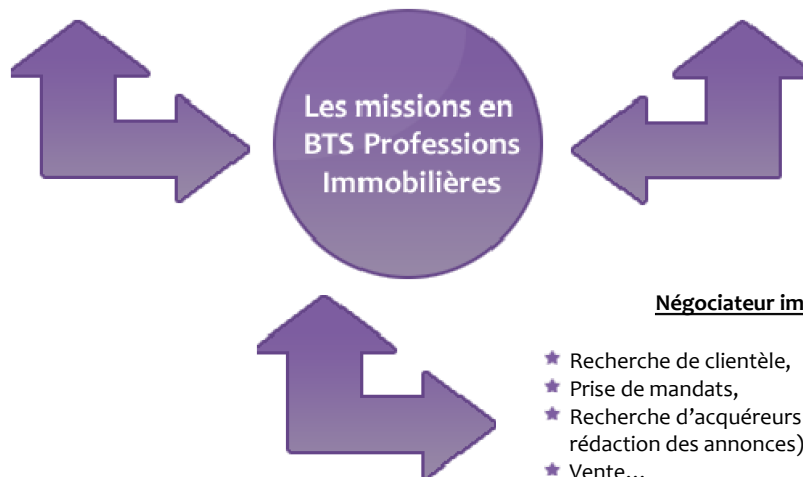 Les missions en
BTS Professions
Immobilières
Négociateur im
Recherche de clientèle,
Prise de mandats,
Recherche d’acquéreurs
rédaction des annonces)
Vente…